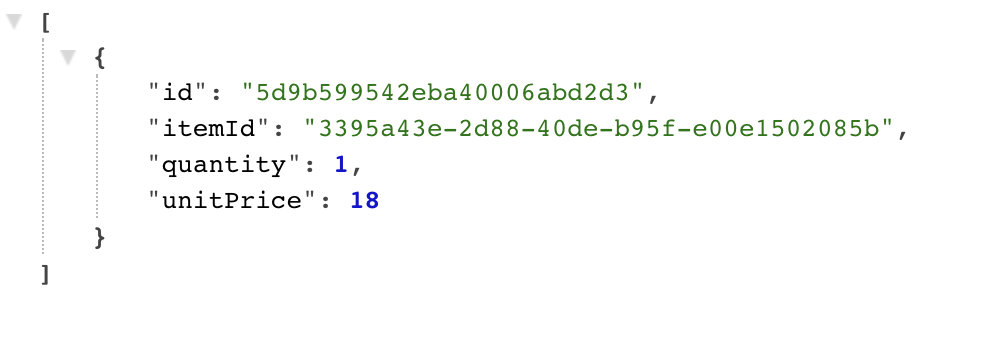 [
{
"id": "5d9b599542eba40006abd2d3",
"itemId": "3395a43e-2d88-40de-b95f-e00e1502085b",
"quantity": 1,
"unitPrice": 18
}
]